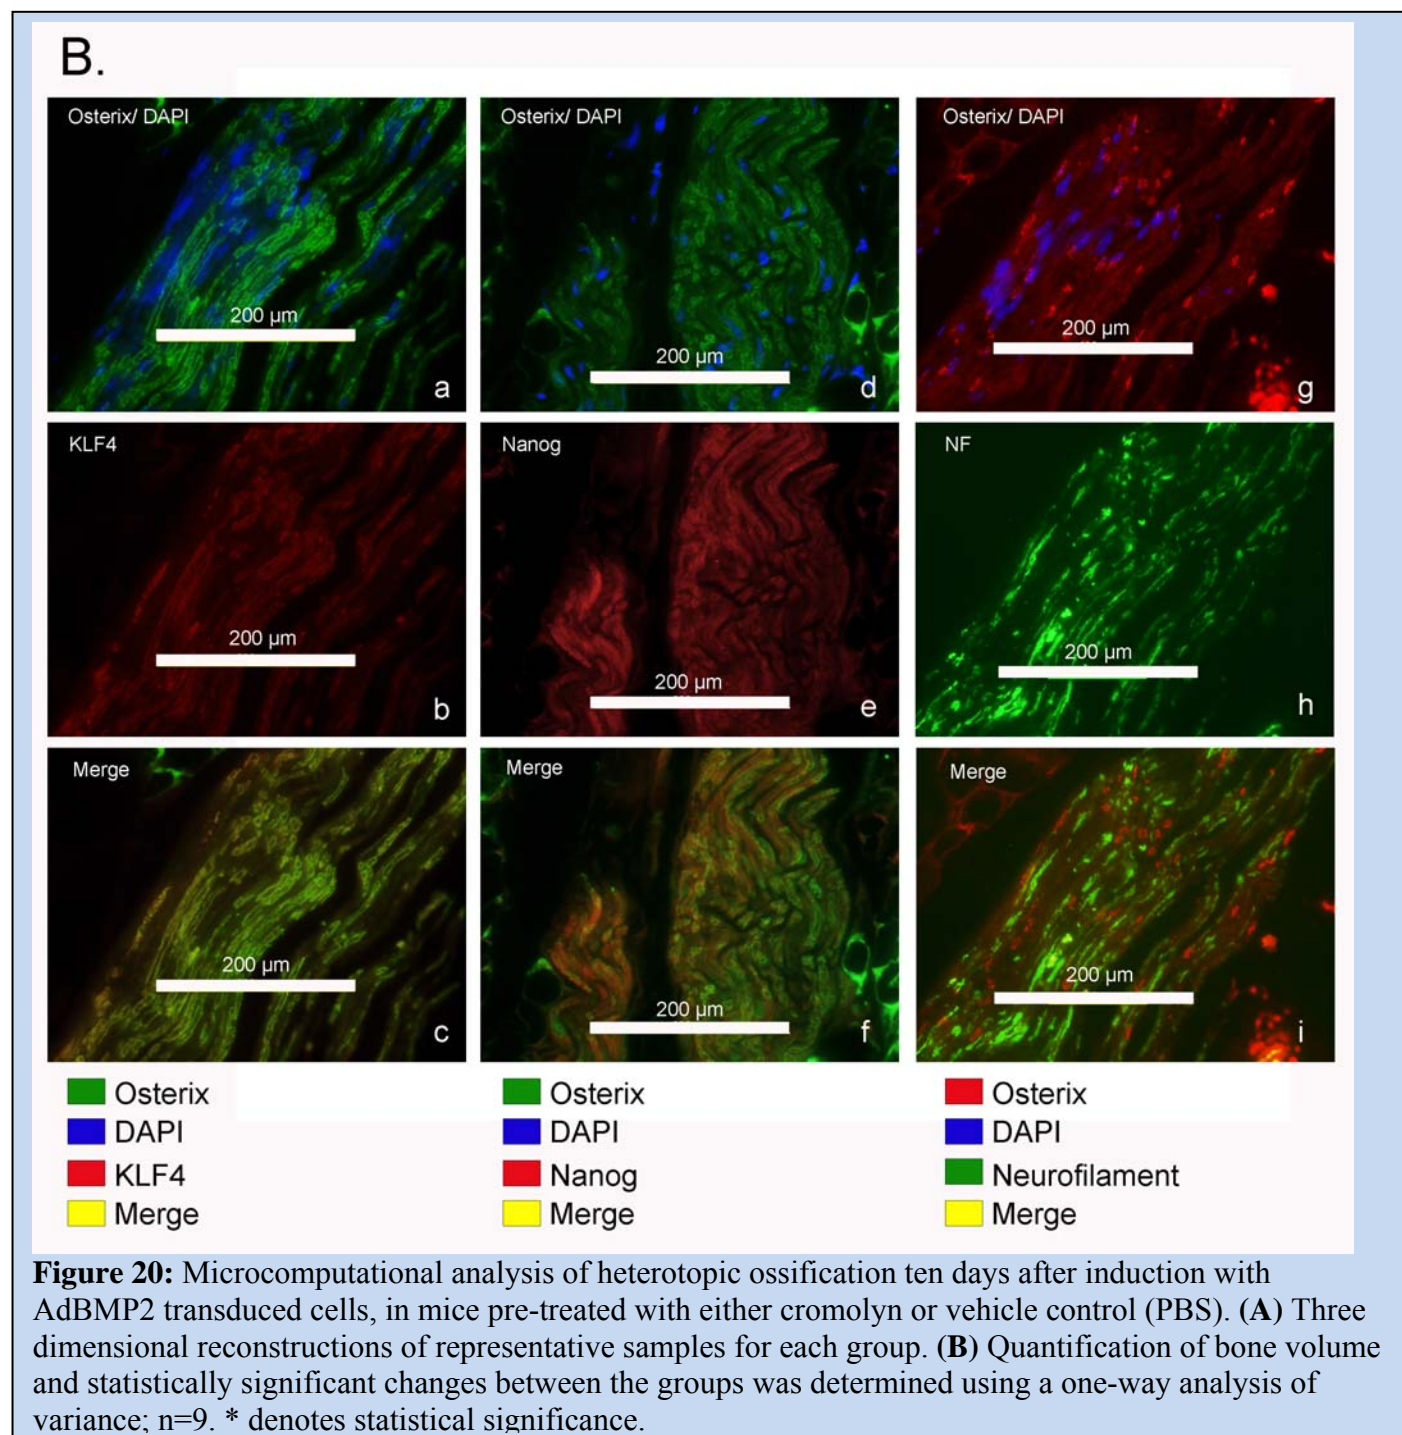 B.
Osterix/ DAPI
200 µm
a
Osterix/ DAPI
200 µm
d
Osterix/ DAPI
200 µm
g
KLF4
200 µm
b
Nanog
200 µm
e
NF
200 µm
h
Merge
200 µm
c
Merge
200 µm
f
Merge
200 µm
i
Osterix
DAPI
KLF4
Merge
Osterix
DAPI
Nanog
Merge
Osterix
DAPI
Neurofilament
Merge
Figure 20: Microcomputational analysis of heterotopic ossification ten days after induction with
AdBMP2 transduced cells, in mice pre-treated with either cromolyn or vehicle control (PBS). (A) Three
dimensional reconstructions of representative samples for each group. (B) Quantification of bone volume
and statistically significant changes between the groups was determined using a one-way analysis of
variance; n=9. * denotes statistical significance.